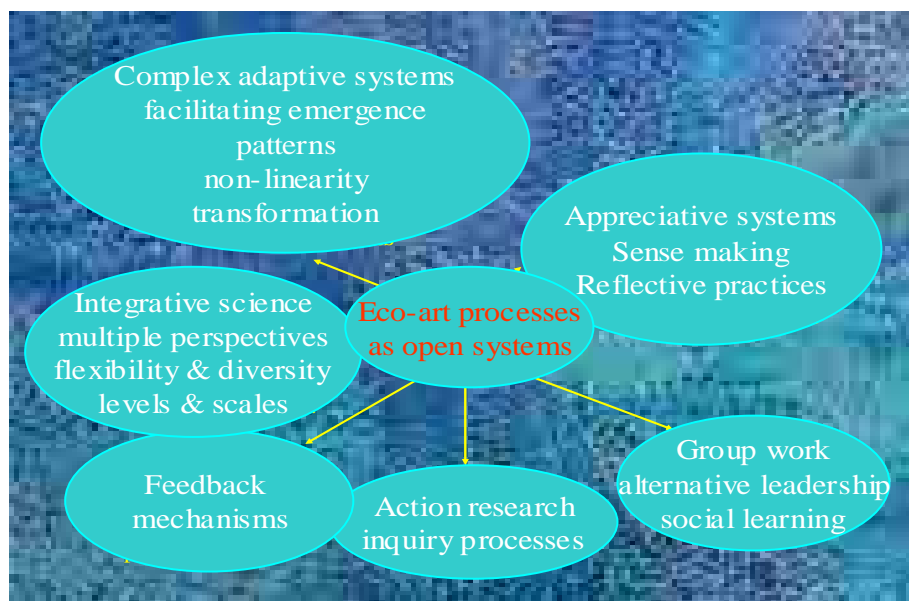 Complex adaptive systems
facilitating emergence
patterns
non-linearity
transformation
Appreciative systems
Sense making
Reflective practices
Eco-art processes
as open systems
Integrative science
multiple perspectives
flexibility & diversity
levels & scales
Feedback
mechanisms
Action research
inquiry processes
Group work
alternative leadership
social learning